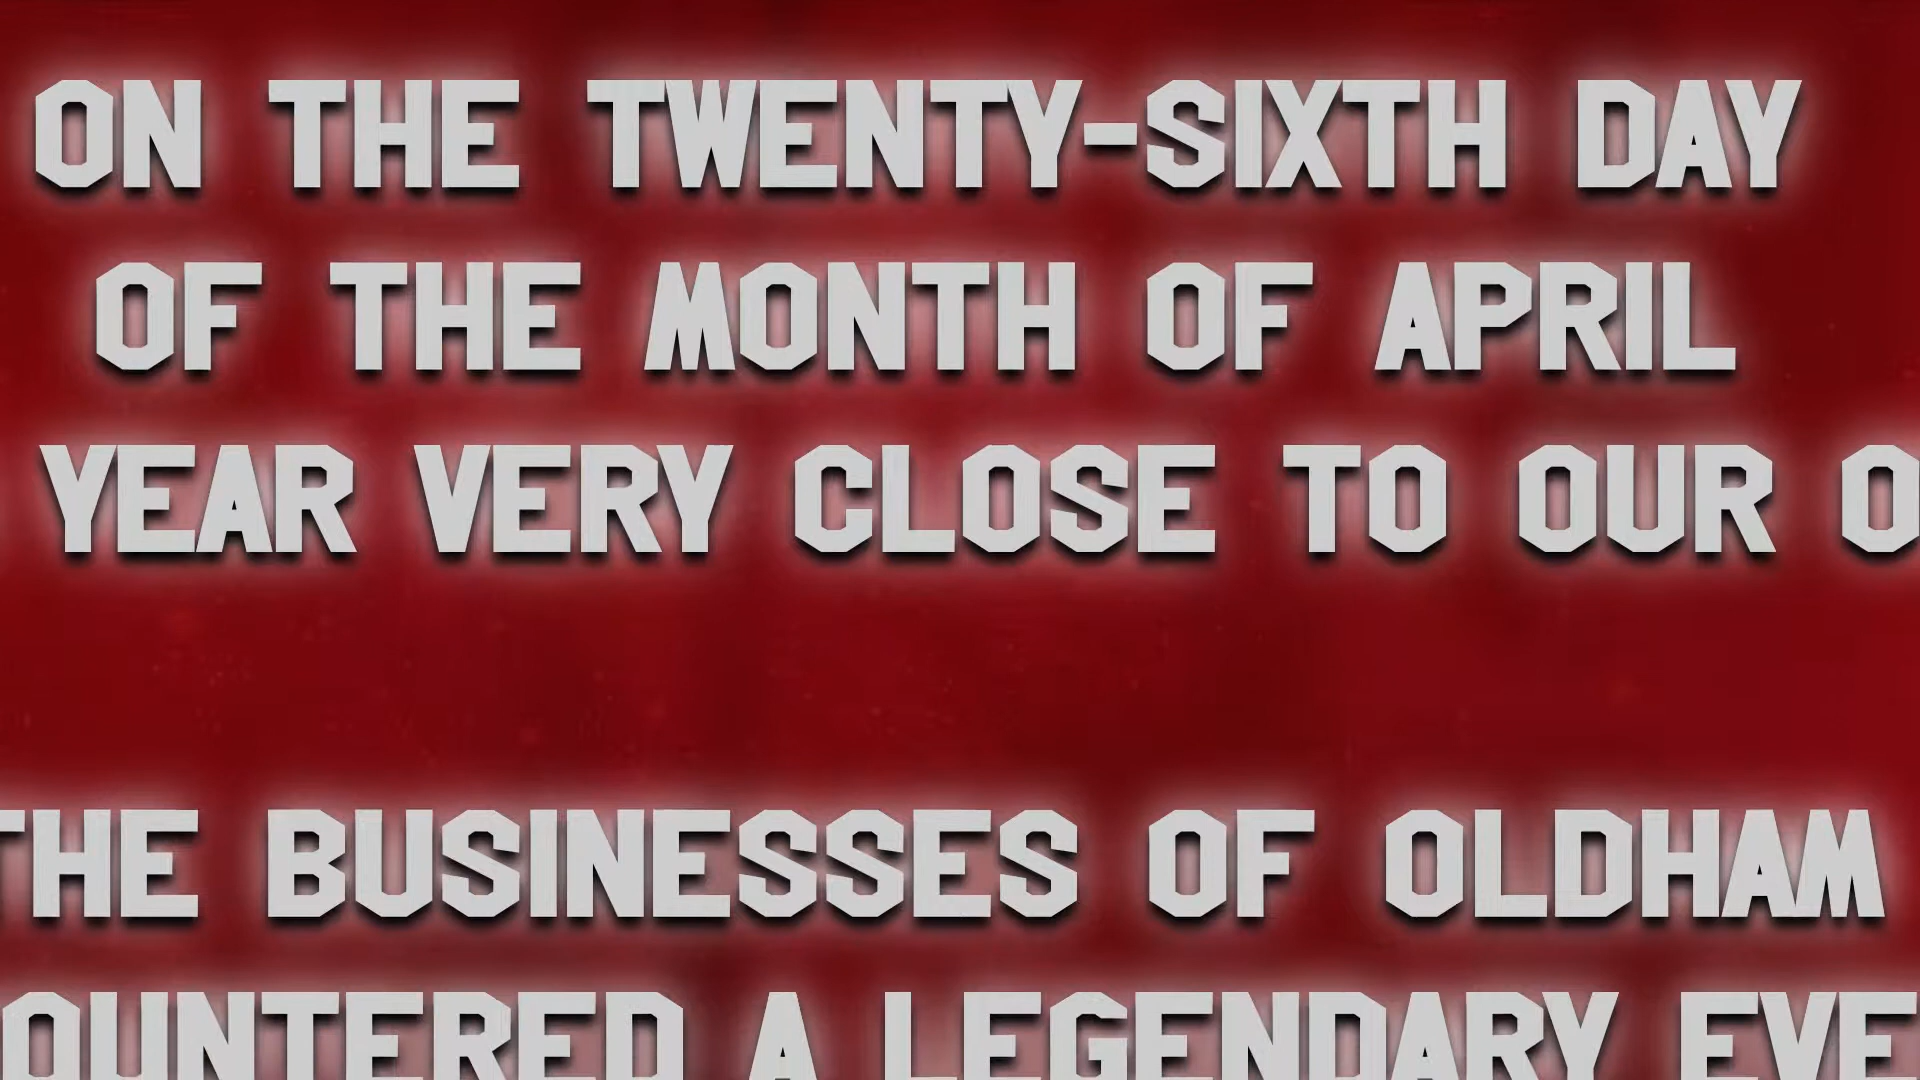 ON THE TWENTY-SIXTH DAY
OF THE MONTH OF APRIL
YEAR VERY CLOSE TO OUR O
THE BUSINESSES OF OLDHAM
OUNTERED A LEGENDARY EVE